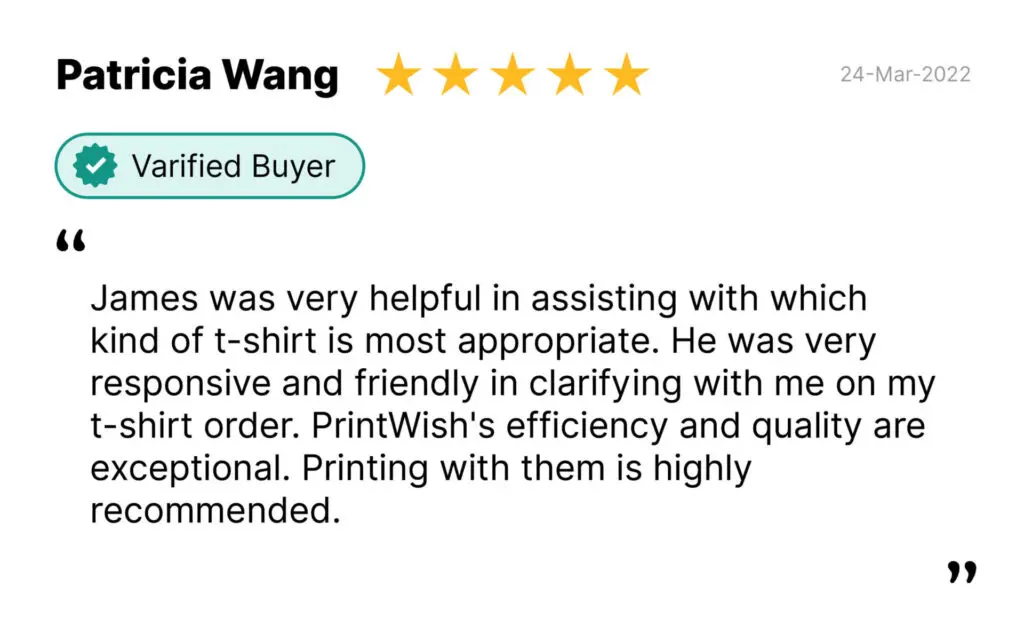 Patricia Wang 24-Mar-2022
Varified Buyer
“
James was very helpful in assisting with which
kind of t-shirt is most appropriate. He was very
responsive and friendly in clarifying with me on my
t-shirt order. PrintWish's efficiency and quality are
exceptional. Printing with them is highly
recommended.
”